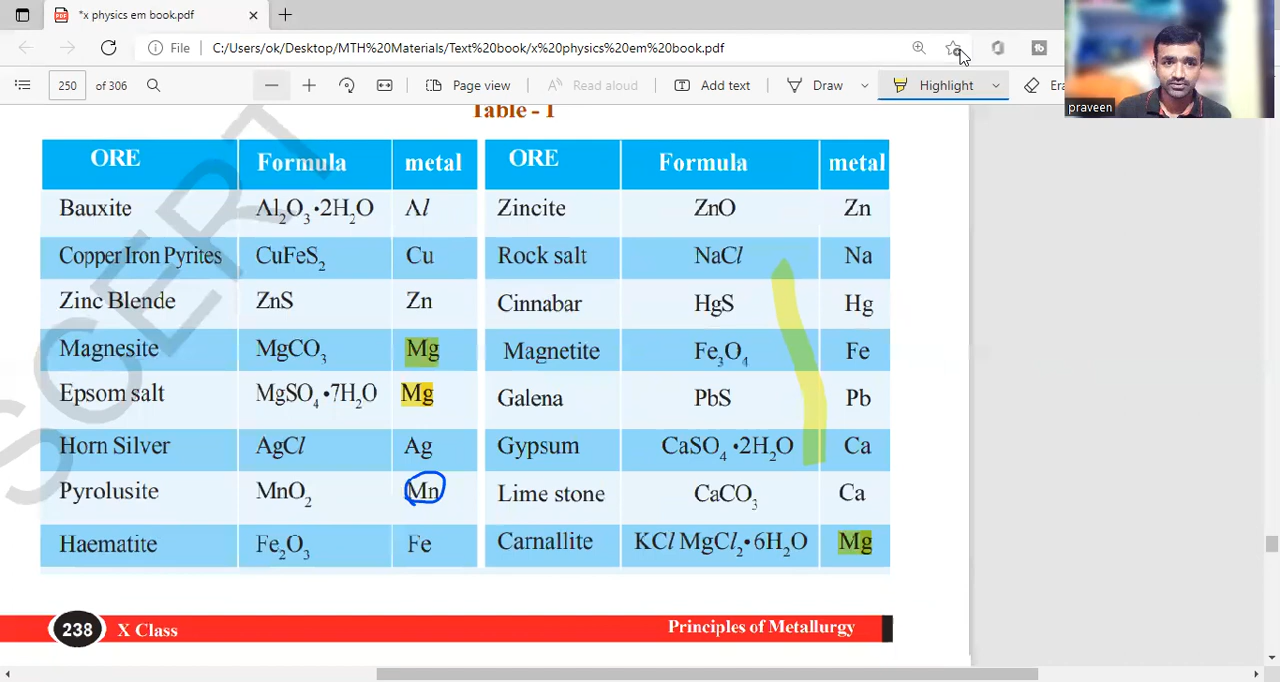 *x physics em book.pdf
File C:/Users/ok/Desktop/MTH%20Materials/Text%20book/x%20physics%20em%20book.pdf
250 of 306 Page view Read aloud Add text Draw Highlight
praveen
Table - I
ORE Formula metal ORE Formula metal
Bauxite Al₂O₃•2H₂O Al Zincite ZnO Zn
Copper Iron Pyrites CuFeS₂ Cu Rock salt NaCl Na
Zinc Blende ZnS Zn Cinnabar HgS Hg
Magnesite MgCO₃ Mg Magnetite Fe₃O₄ Fe
Epsom salt MgSO₄•7H₂O Mg Galena PbS Pb
Horn Silver AgCl Ag Gypsum CaSO₄•2H₂O Ca
Pyrolusite MnO₂ Mn Lime stone CaCO₃ Ca
Haematite Fe₂O₃ Fe Carnallite KCl MgCl₂•6H₂O Mg
SCERT
238 X Class Principles of Metallurgy